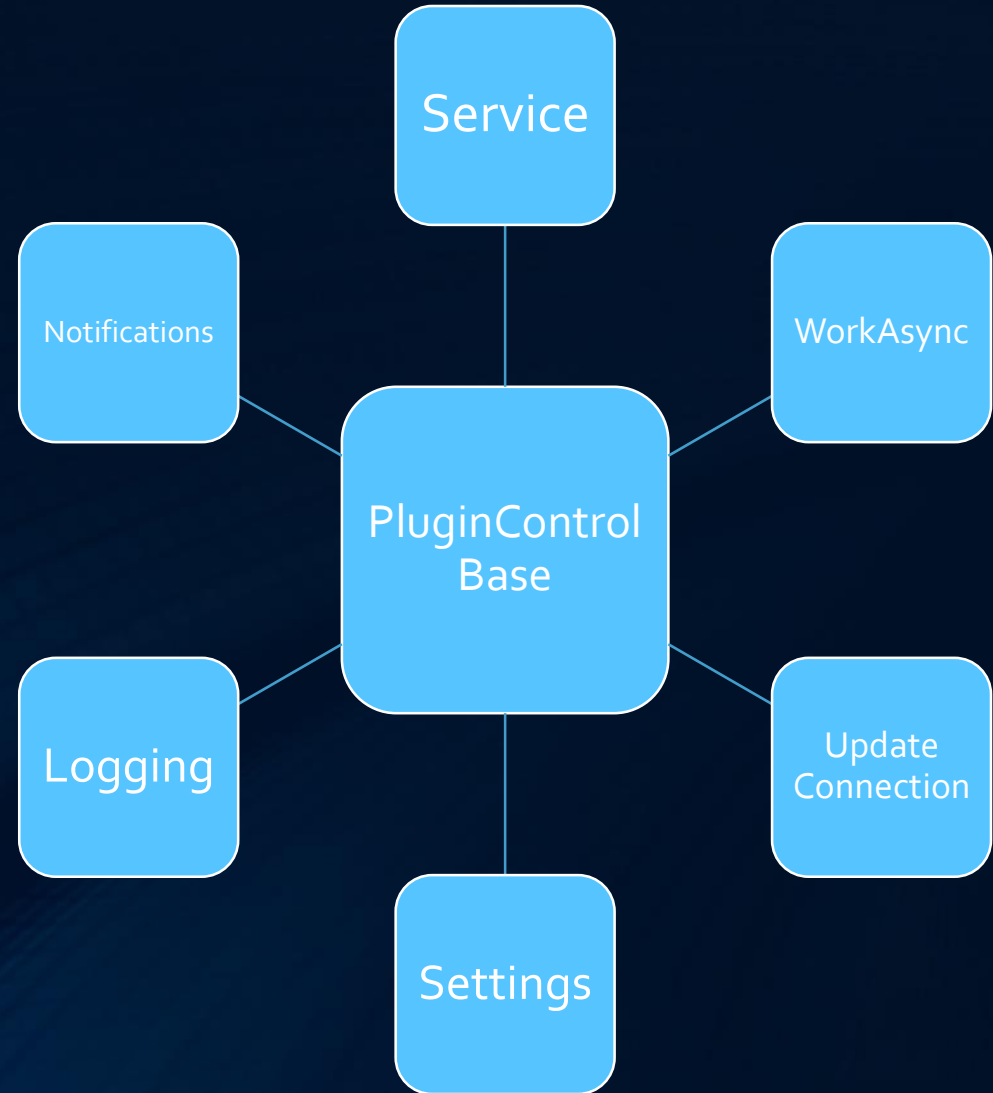 Service
Notifications
WorkAsync
PluginControl
Base
Logging
Update
Connection
Settings